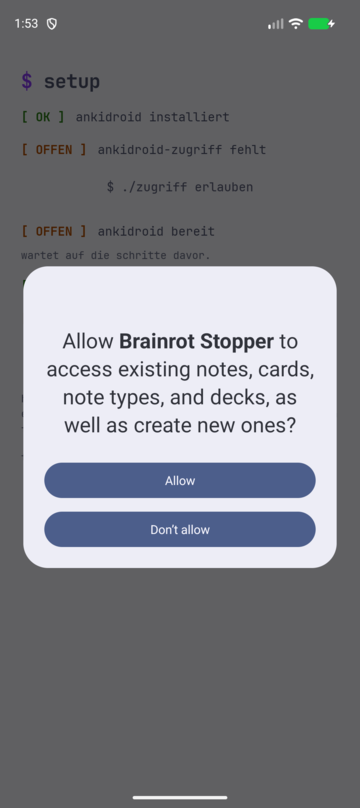 1:53
$ setup
[ OK ] ankidroid installiert
[ OFFEN ] ankidroid-zugriff fehlt
$ ./zugriff erlauben
[ OFFEN ] ankidroid bereit
wartet auf die schritte davor.
Allow Brainrot Stopper to
access existing notes, cards,
note types, and decks, as
well as create new ones?
Allow
Don't allow